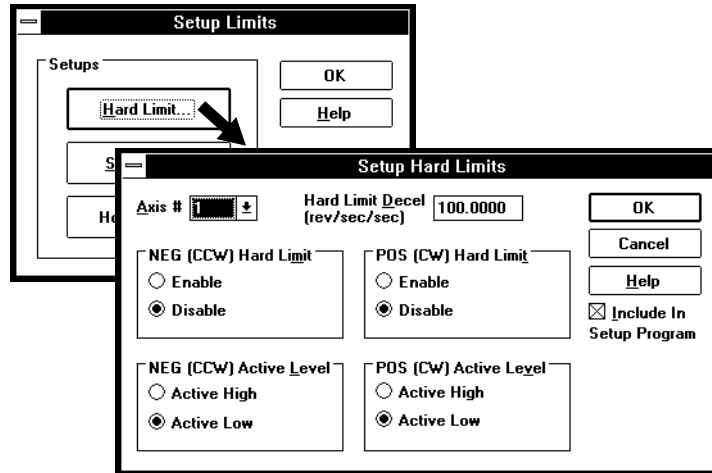 Setup Limits
Setups
Hard Limit...
OK
Help
Setup Hard Limits
Axis # 1
Hard Limit Decel
(rev/sec/sec)
100.0000
OK
Cancel
Help
Include In
Setup Program
NEG (CCW) Hard Limit
Enable
Disable
POS (CW) Hard Limit
Enable
Disable
NEG (CCW) Active Level
Active High
Active Low
POS (CW) Active Level
Active High
Active Low